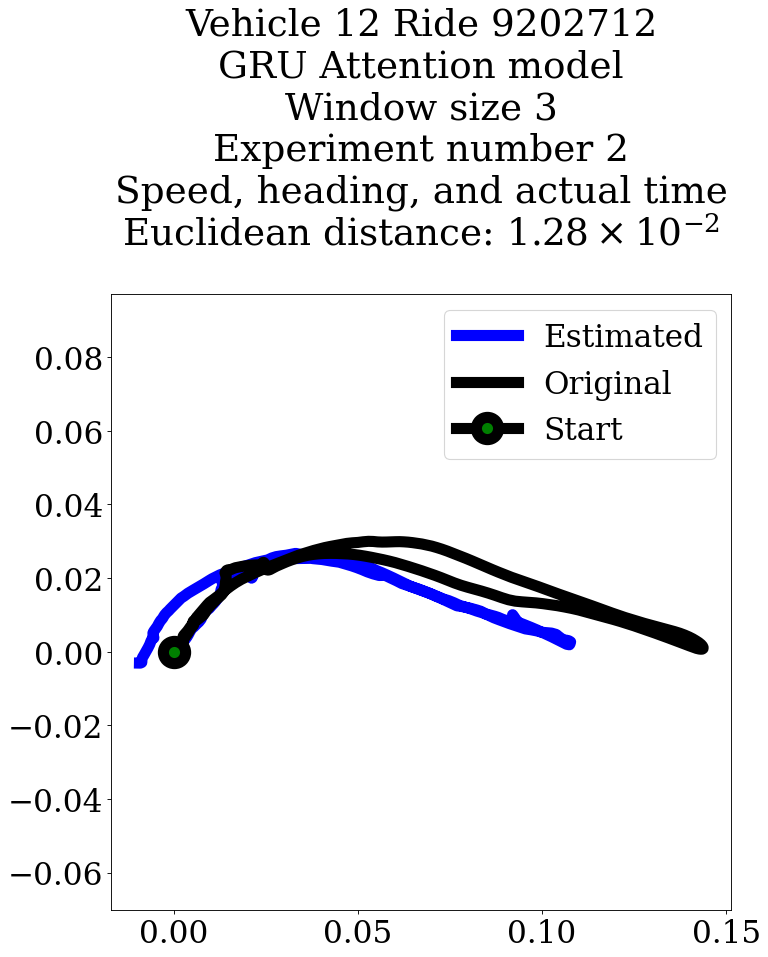 Vehicle 12 Ride 9202712
GRU Attention model
Window size 3
Experiment number 2
Speed, heading, and actual time
Euclidean distance: 1.28 × 10⁻²
Estimated
Original
Start
0.08
0.06
0.04
0.02
0.00
−0.02
−0.04
−0.06
0.00 0.05 0.10 0.15